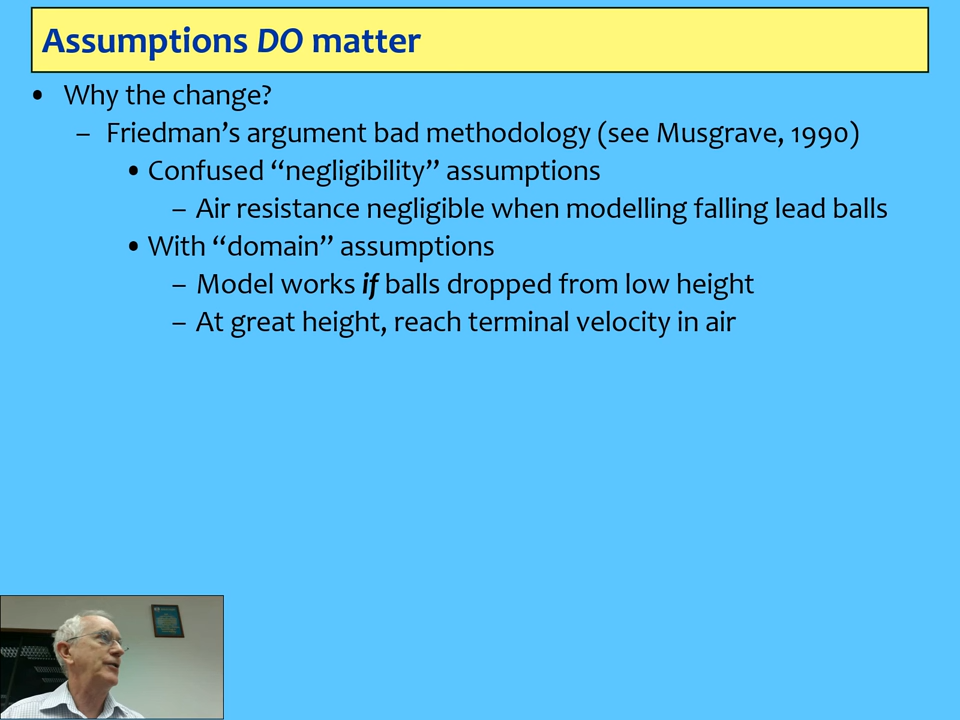 Assumptions DO matter
• Why the change?
– Friedman’s argument bad methodology (see Musgrave, 1990)
• Confused “negligibility” assumptions
– Air resistance negligible when modelling falling lead balls
• With “domain” assumptions
– Model works if balls dropped from low height
– At great height, reach terminal velocity in air